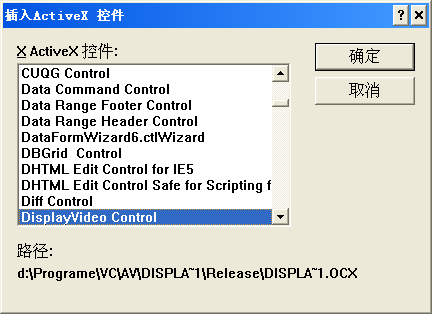 插入ActiveX 控件
X ActiveX 控件:
确定
取消
CUQG Control
Data Command Control
Data Range Footer Control
Data Range Header Control
DataFormWizard6.ctlWizard
DBGrid  Control
DHTML Edit Control for IE5
DHTML Edit Control Safe for Scripting f
Diff Control
DisplayVideo Control
路径:
d:\Programe\VC\AV\DISPLA~1\Release\DISPLA~1.OCX